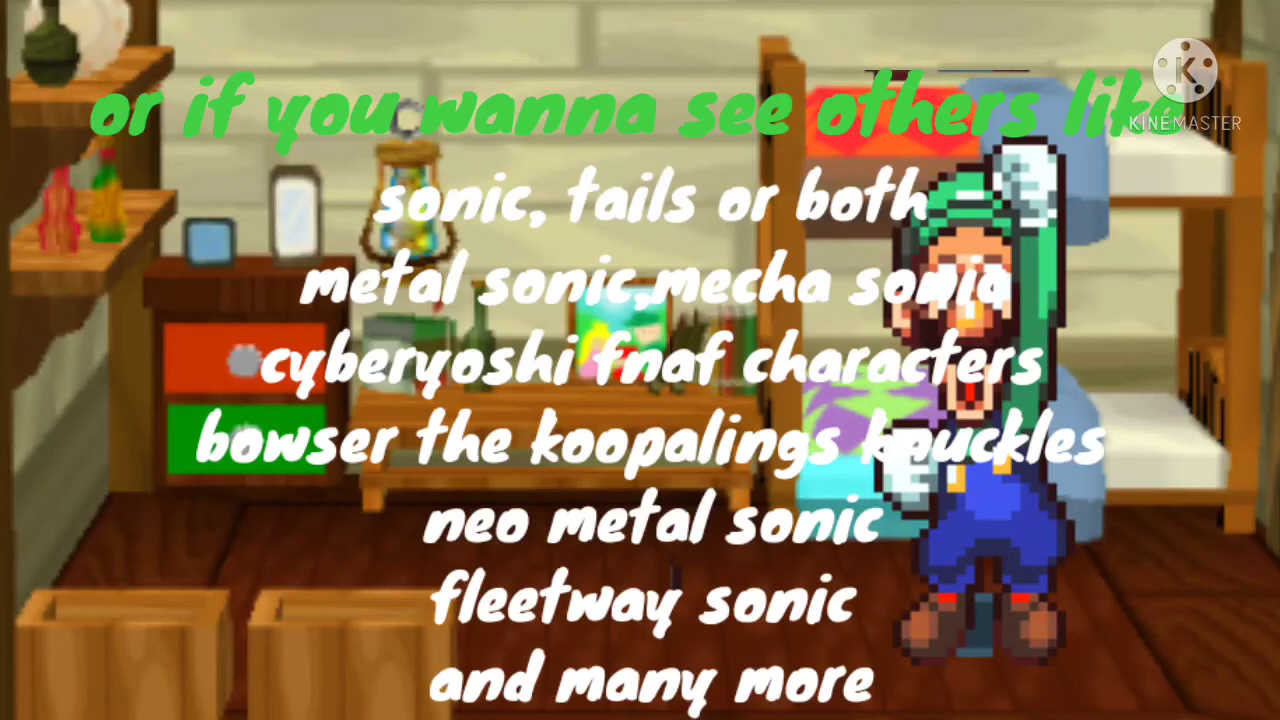 or if you wanna see others like
K
KINEMASTER
sonic, tails or both
metal sonic,mecha sonic
cyberyoshi fnaf characters
bowser the koopalings knuckles
neo metal sonic
fleetway sonic
and many more